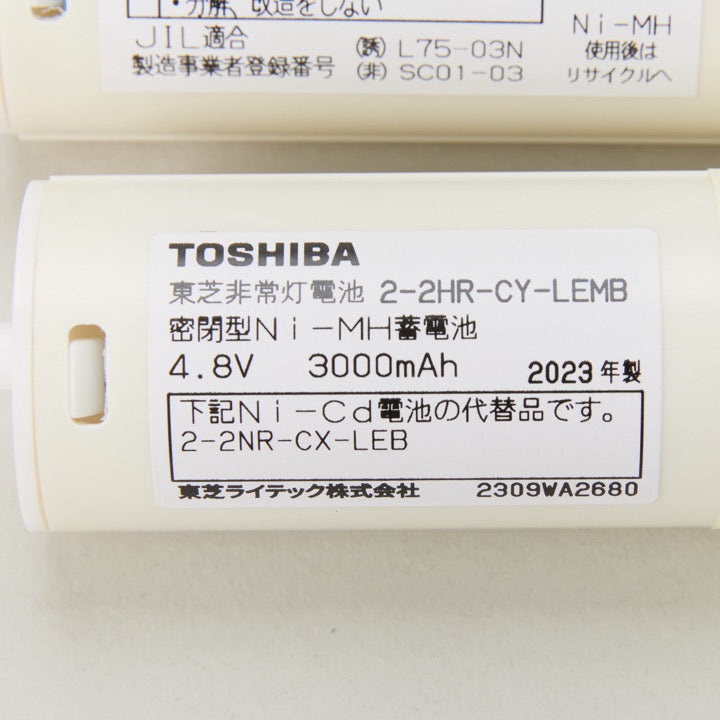 ・分解、改造をしない
JIL適合 (誘) L75-03N
製造事業者登録番号 (非) SC01-03
Ni-MH
使用後は
リサイクルへ
TOSHIBA
東芝非常灯電池 2-2HR-CY-LEMB
密閉型Ni-MH蓄電池
4.8V 3000mAh 2023年製
下記Ni-Cd電池の代替品です。
2-2NR-CX-LEB
東芝ライテック株式会社 2309WA2680